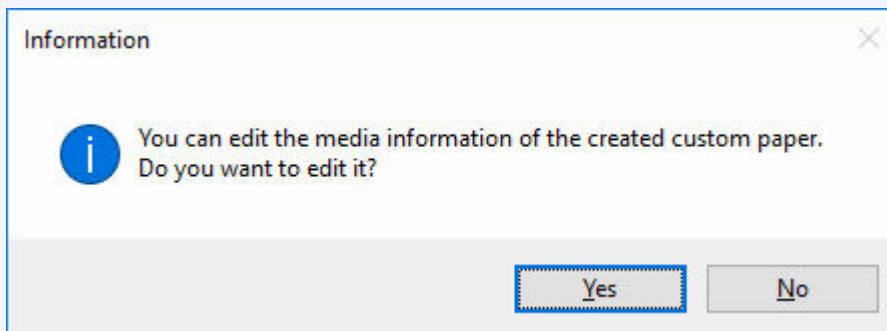 Information
You can edit the media information of the created custom paper.
Do you want to edit it?
Yes
No